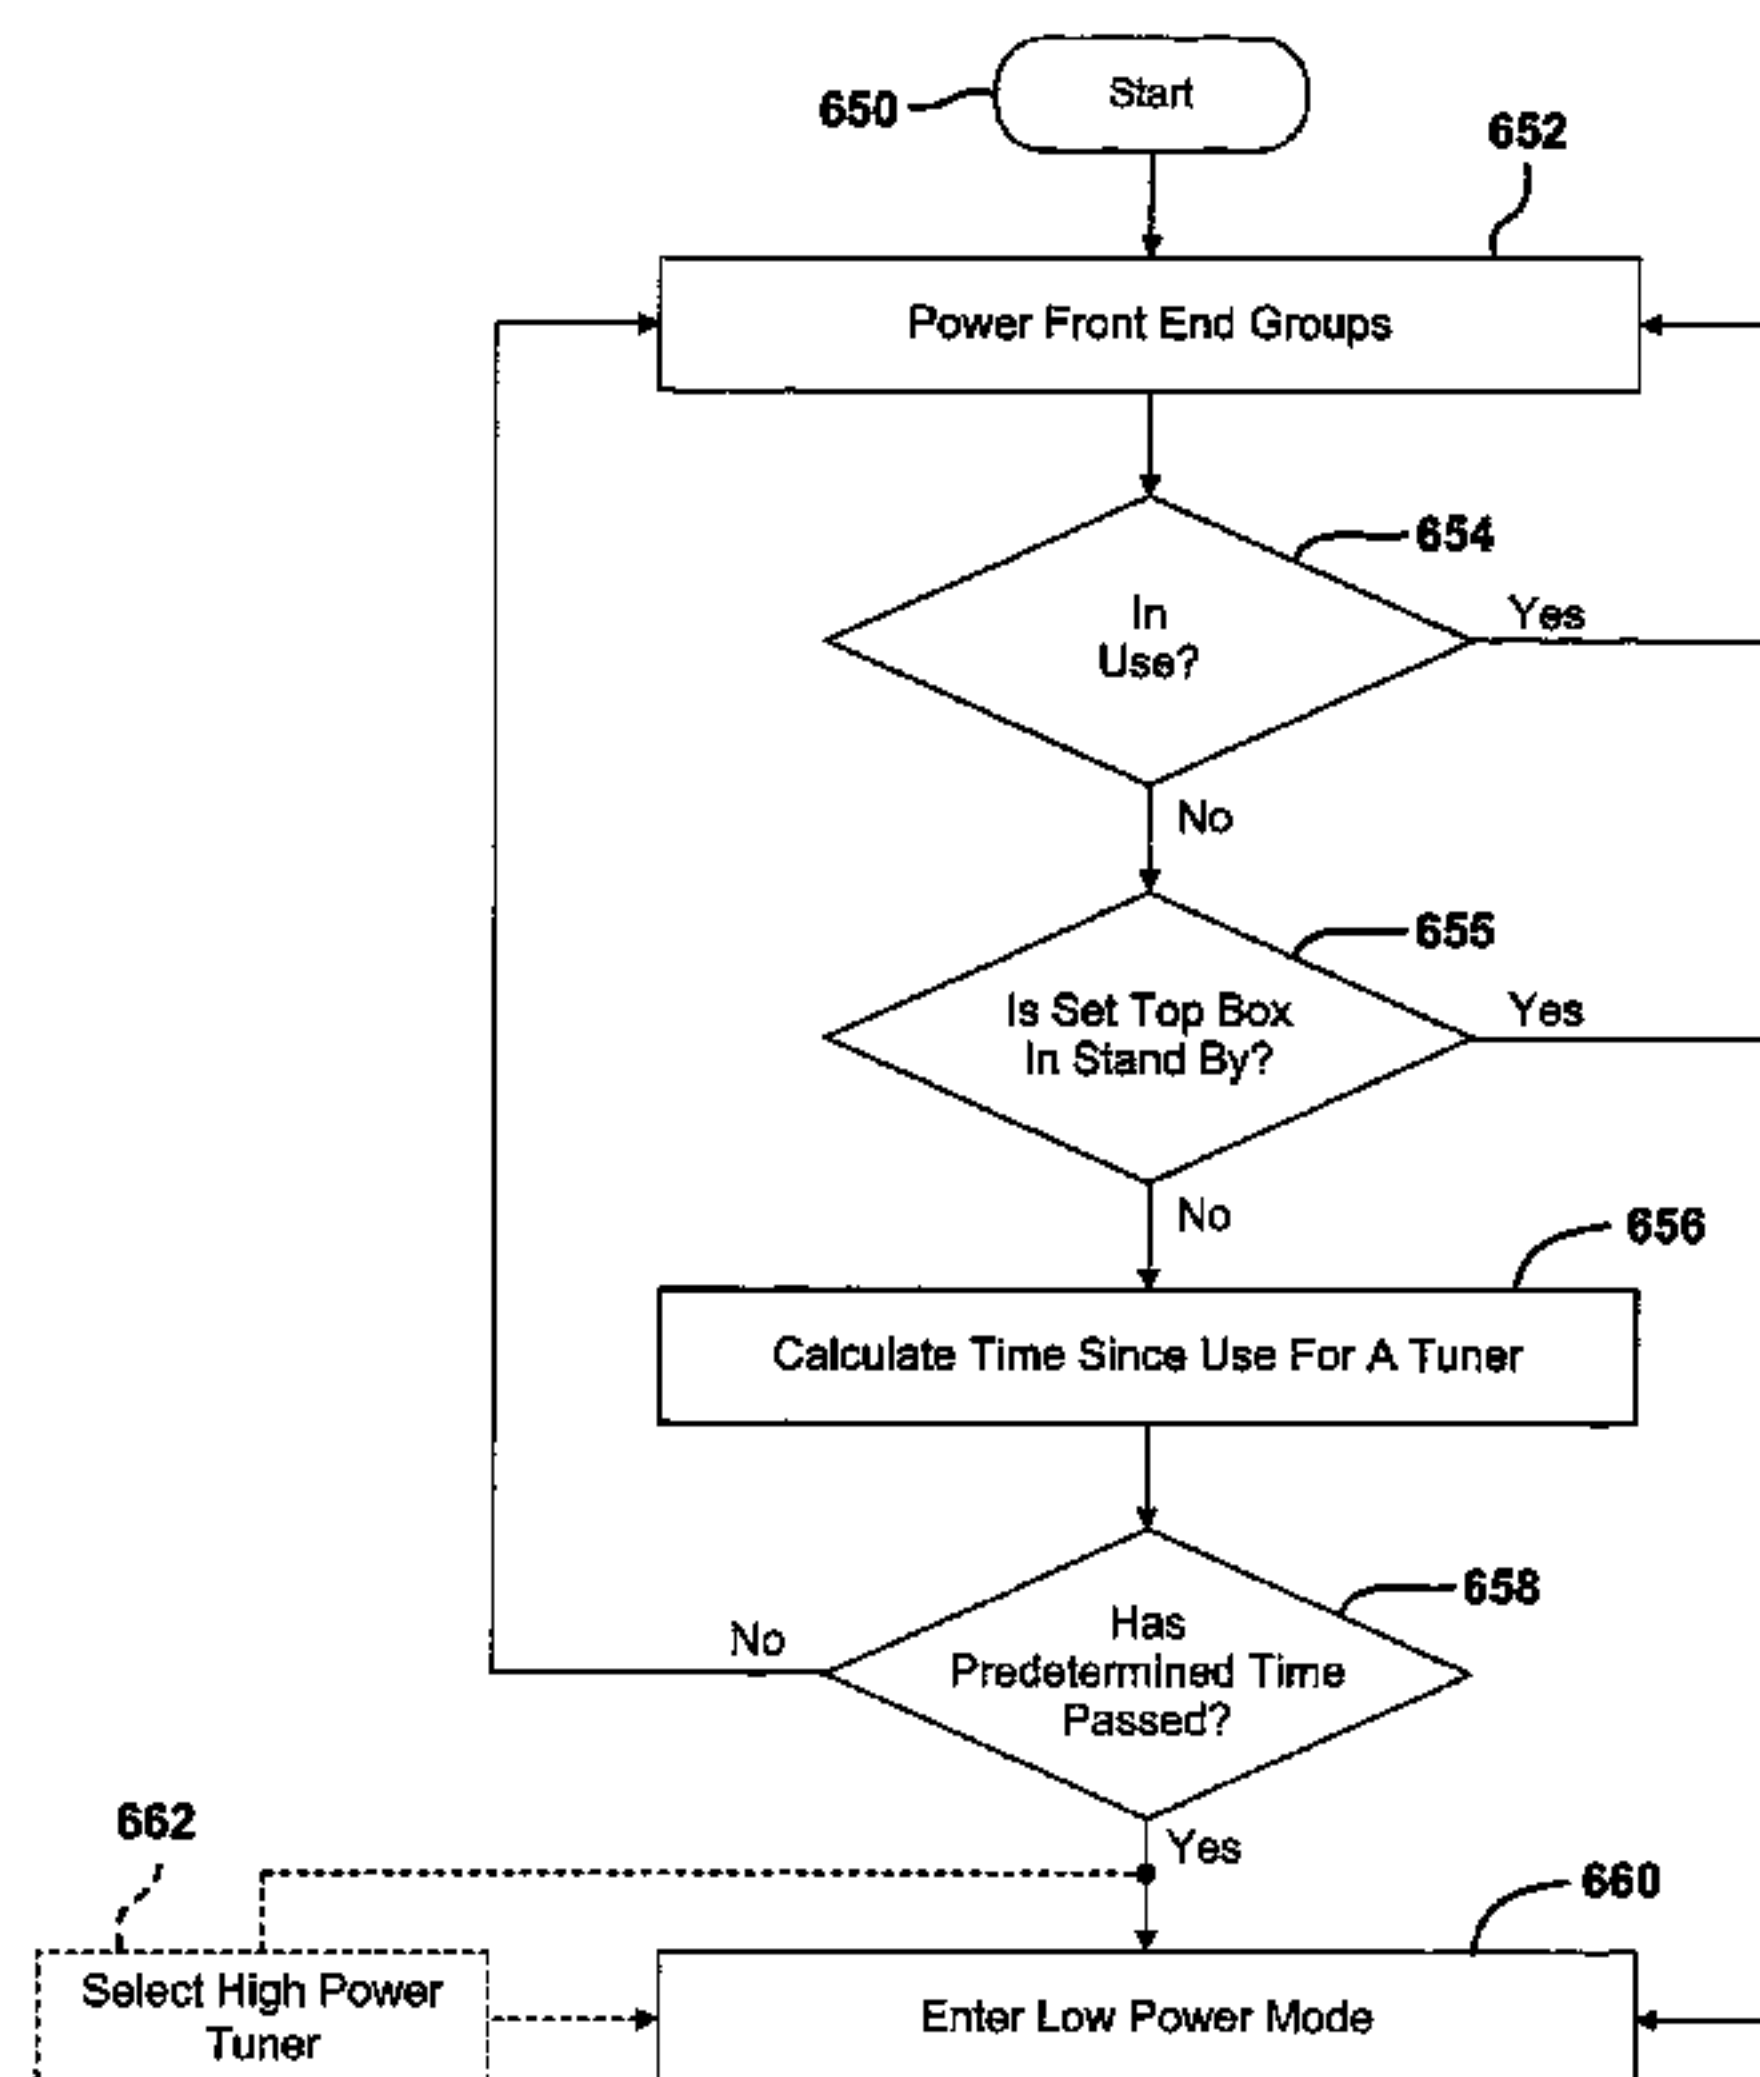 Start
650
652
Power Front End Groups
654
In
Use?
Yes
No
655
Is Set Top Box
In Stand By?
Yes
No
656
Calculate Time Since Use For A Tuner
658
Has
Predetermined Time
Passed?
No
Yes
662
660
Select High Power
Tuner
Enter Low Power Mode